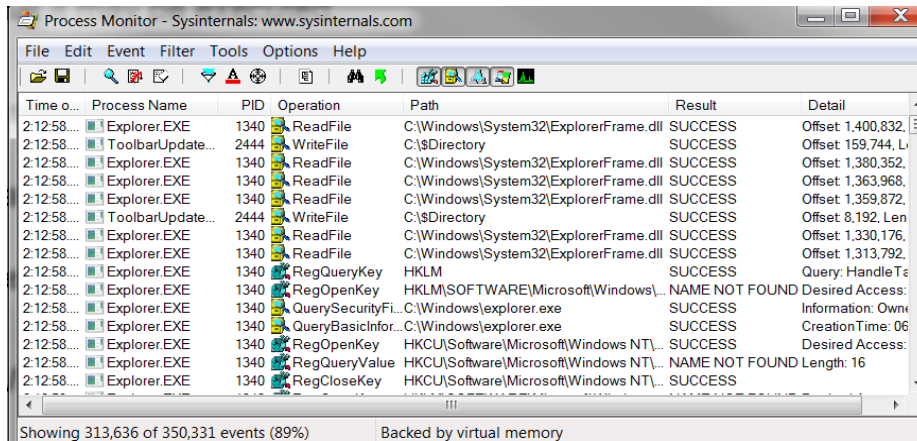 Process Monitor - Sysinternals: www.sysinternals.com
File Edit Event Filter Tools Options Help
Time o... Process Name PID Operation Path Result Detail
2:12:58.... Explorer.EXE 1340 ReadFile C:\Windows\System32\ExplorerFrame.dll SUCCESS Offset: 1,400,832,
2:12:58.... ToolbarUpdate... 2444 WriteFile C:\$Directory SUCCESS Offset: 159,744, Le
2:12:58.... Explorer.EXE 1340 ReadFile C:\Windows\System32\ExplorerFrame.dll SUCCESS Offset: 1,380,352,
2:12:58.... Explorer.EXE 1340 ReadFile C:\Windows\System32\ExplorerFrame.dll SUCCESS Offset: 1,363,968,
2:12:58.... Explorer.EXE 1340 ReadFile C:\Windows\System32\ExplorerFrame.dll SUCCESS Offset: 1,359,872,
2:12:58.... ToolbarUpdate... 2444 WriteFile C:\$Directory SUCCESS Offset: 8,192, Len
2:12:58.... Explorer.EXE 1340 ReadFile C:\Windows\System32\ExplorerFrame.dll SUCCESS Offset: 1,330,176,
2:12:58.... Explorer.EXE 1340 ReadFile C:\Windows\System32\ExplorerFrame.dll SUCCESS Offset: 1,313,792,
2:12:58.... Explorer.EXE 1340 RegQueryKey HKLM SUCCESS Query: HandleTa
2:12:58.... Explorer.EXE 1340 RegOpenKey HKLM\SOFTWARE\Microsoft\Windows\... NAME NOT FOUND Desired Access:
2:12:58.... Explorer.EXE 1340 QuerySecurityFi... C:\Windows\explorer.exe SUCCESS Information: Owne
2:12:58.... Explorer.EXE 1340 QueryBasicInfor... C:\Windows\explorer.exe SUCCESS CreationTime: 06
2:12:58.... Explorer.EXE 1340 RegOpenKey HKCU\Software\Microsoft\Windows NT\... SUCCESS Desired Access:
2:12:58.... Explorer.EXE 1340 RegQueryValue HKCU\Software\Microsoft\Windows NT\... NAME NOT FOUND Length: 16
2:12:58.... Explorer.EXE 1340 RegCloseKey HKCU\Software\Microsoft\Windows NT\... SUCCESS
Showing 313,636 of 350,331 events (89%) Backed by virtual memory